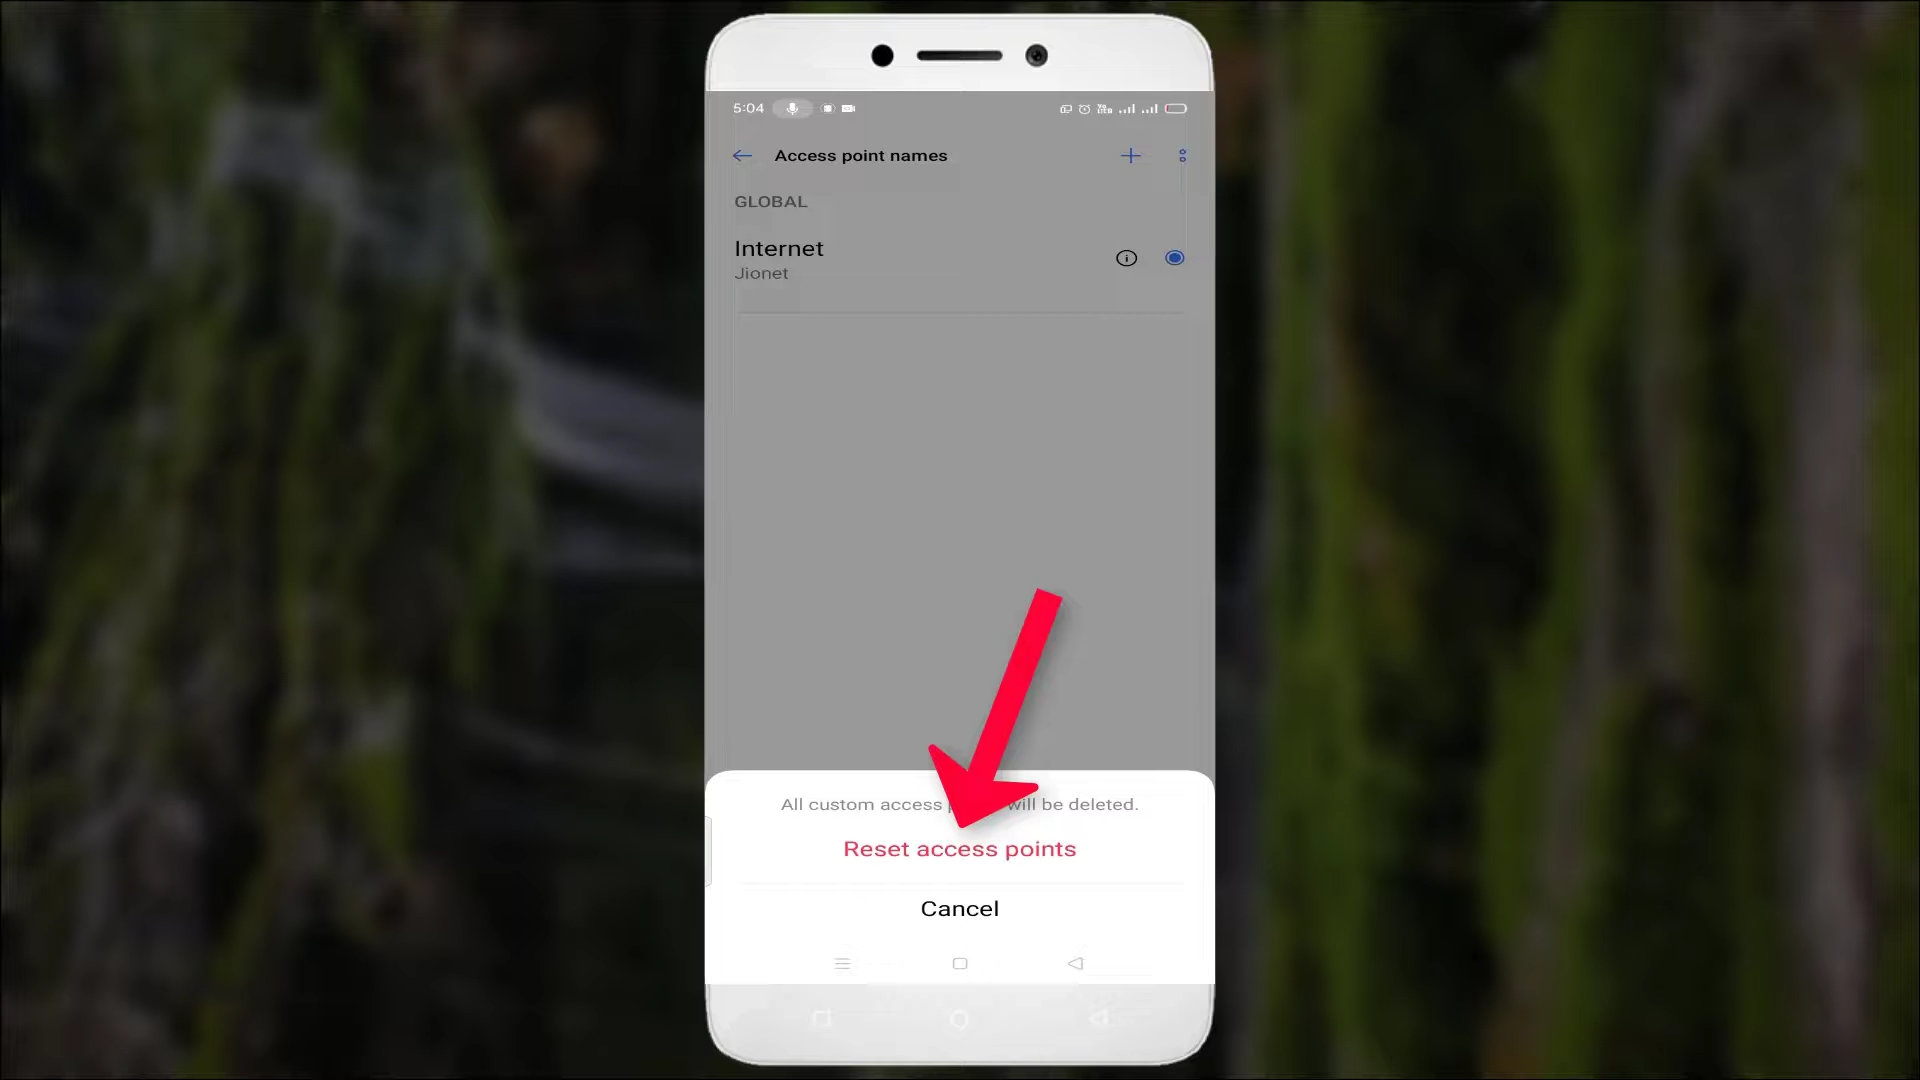 5:04
Access point names
GLOBAL
Internet
Jionet
All custom access will be deleted.
Reset access points
Cancel